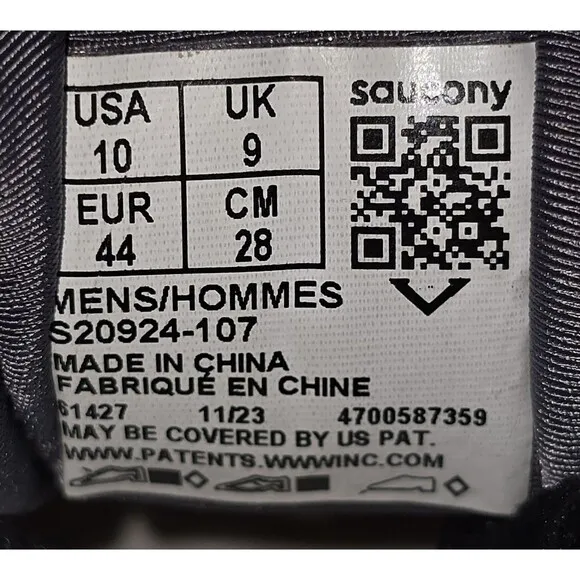 USA 10
UK 9
EUR 44
CM 28
saucony
MENS/HOMMES
S20924-107
MADE IN CHINA
FABRIQUÉ EN CHINE
61427 11/23 4700587359
MAY BE COVERED BY US PAT.
WWW.PATENTS.WWWINC.COM